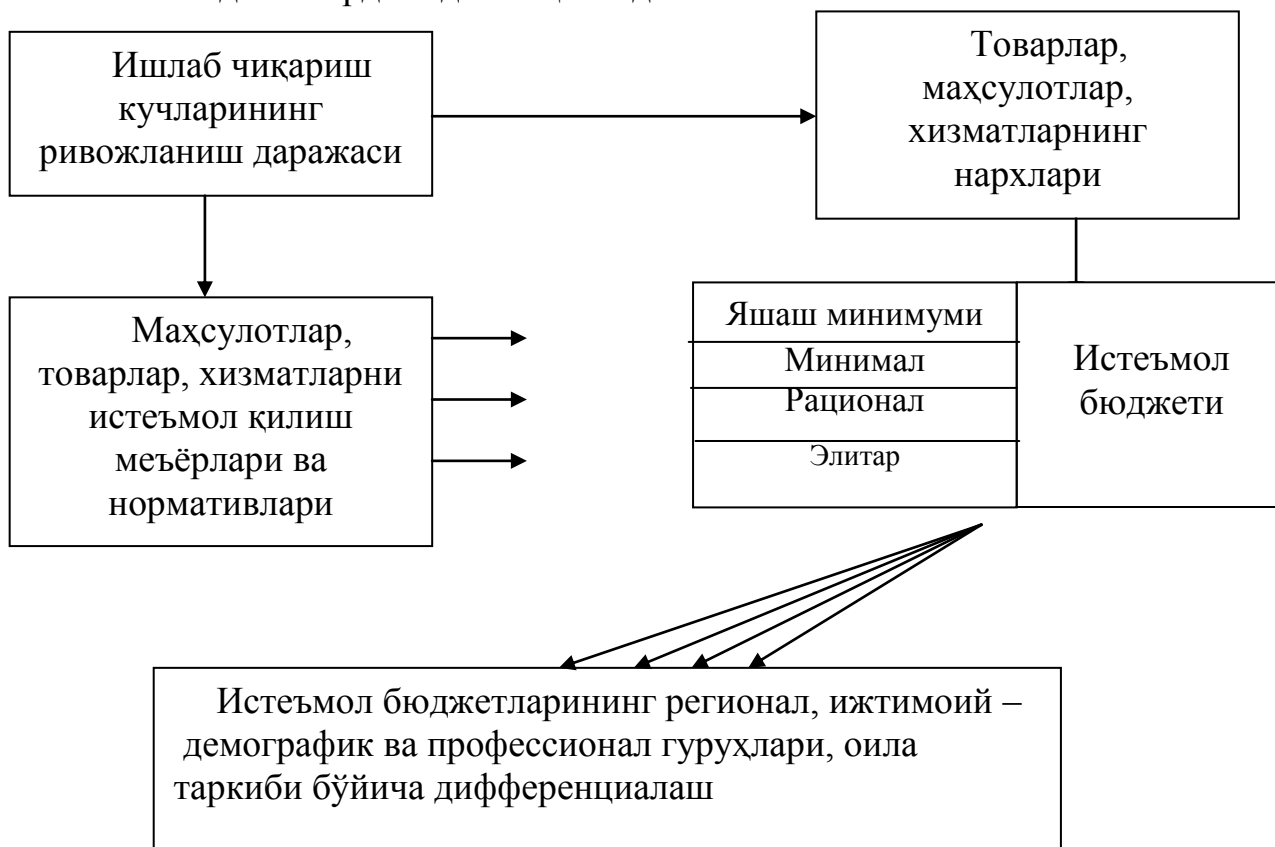 Ишлаб чиқариш
кучларининг
ривожланиш даражаси
Товарлар,
маҳсулотлар,
хизматларнинг
нархлари
Маҳсулотлар,
товарлар, хизматларни
истеъмол қилиш
меъёрлари ва
нормативлари
Яшаш минимуми
Минимал
Рационал
Элитар
Истеъмол
бюджети
Истеъмол бюджетларининг регионал, ижтимоий –
демографик ва профессионал гуруҳлари, оила
таркиби бўйича дифференциалаш